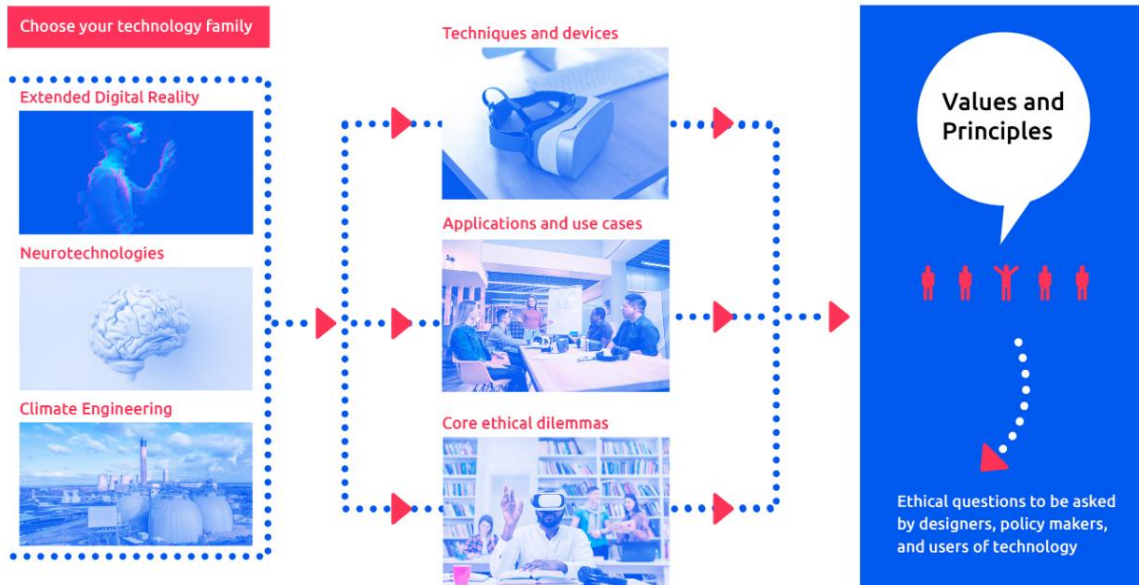 Choose your technology family
Extended Digital Reality
Neurotechnologies
Climate Engineering
Techniques and devices
Applications and use cases
Core ethical dilemmas
Values and
Principles
Ethical questions to be asked
by designers, policy makers,
and users of technology